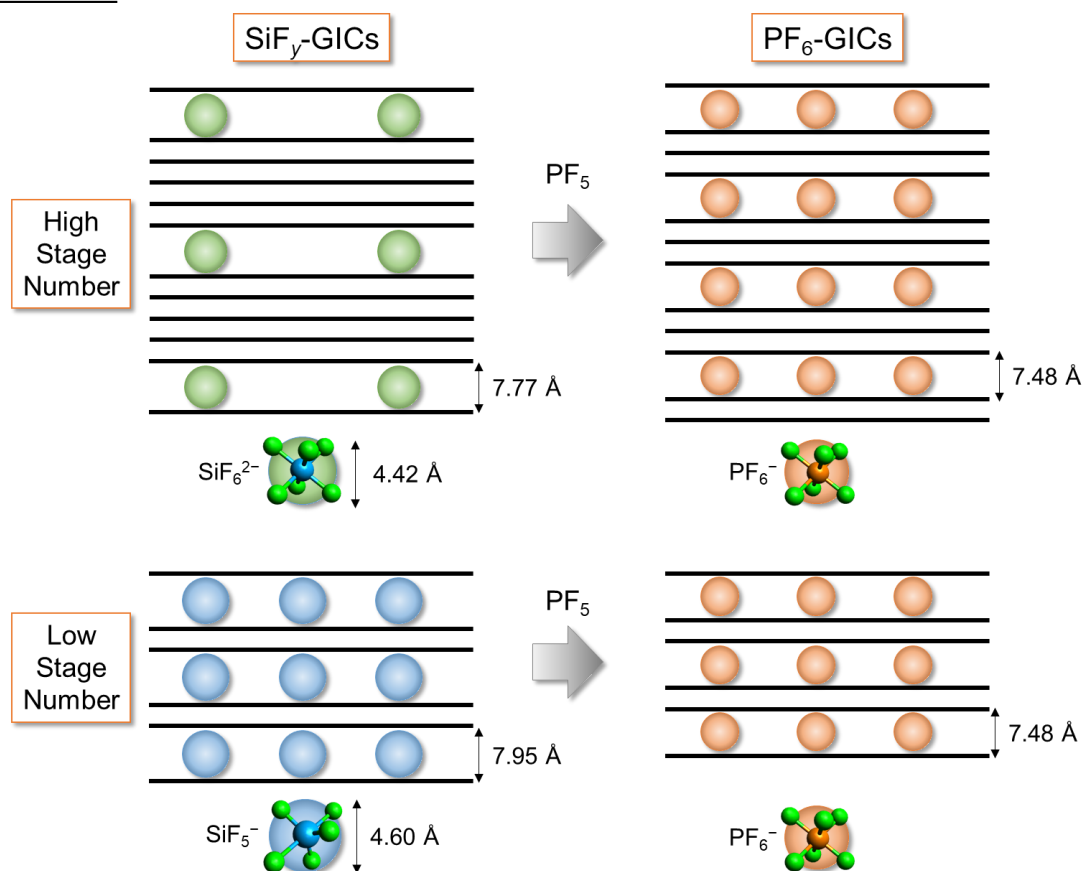 SiFy-GICs
PF6-GICs
High
Stage
Number
PF5
7.77 Å
7.48 Å
SiF6²⁻
4.42 Å
PF6⁻
Low
Stage
Number
PF5
7.95 Å
7.48 Å
SiF5⁻
4.60 Å
PF6⁻